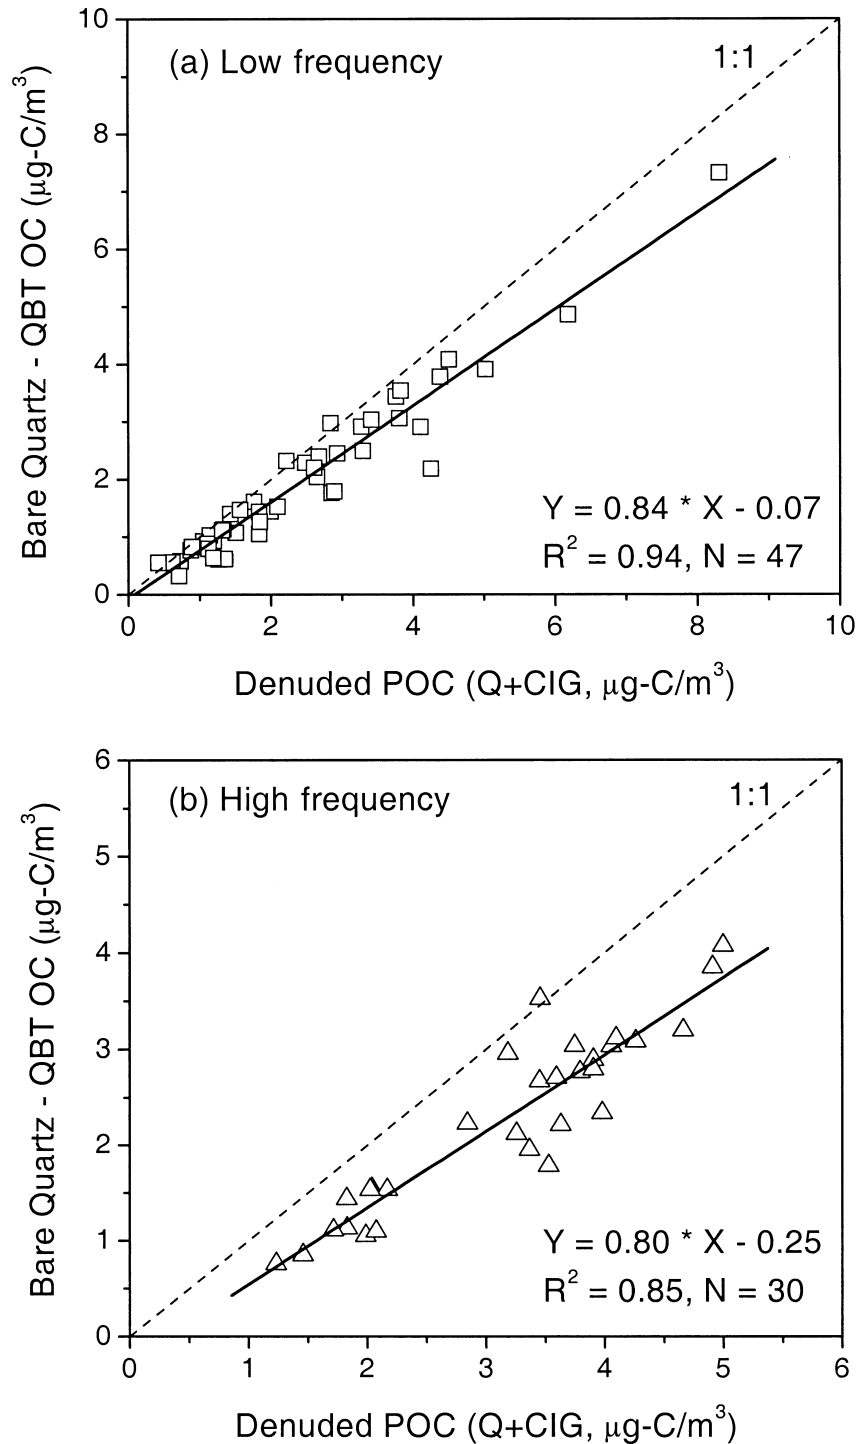 (a) Low frequency
1:1
Bare Quartz - QBT OC (µg-C/m³)
10
8
6
4
2
0
Y = 0.84 * X - 0.07
R² = 0.94, N = 47
0 2 4 6 8 10
Denuded POC (Q+CIG, µg-C/m³)
(b) High frequency
1:1
Bare Quartz - QBT OC (µg-C/m³)
6
5
4
3
2
1
0
Y = 0.80 * X - 0.25
R² = 0.85, N = 30
0 1 2 3 4 5 6
Denuded POC (Q+CIG, µg-C/m³)